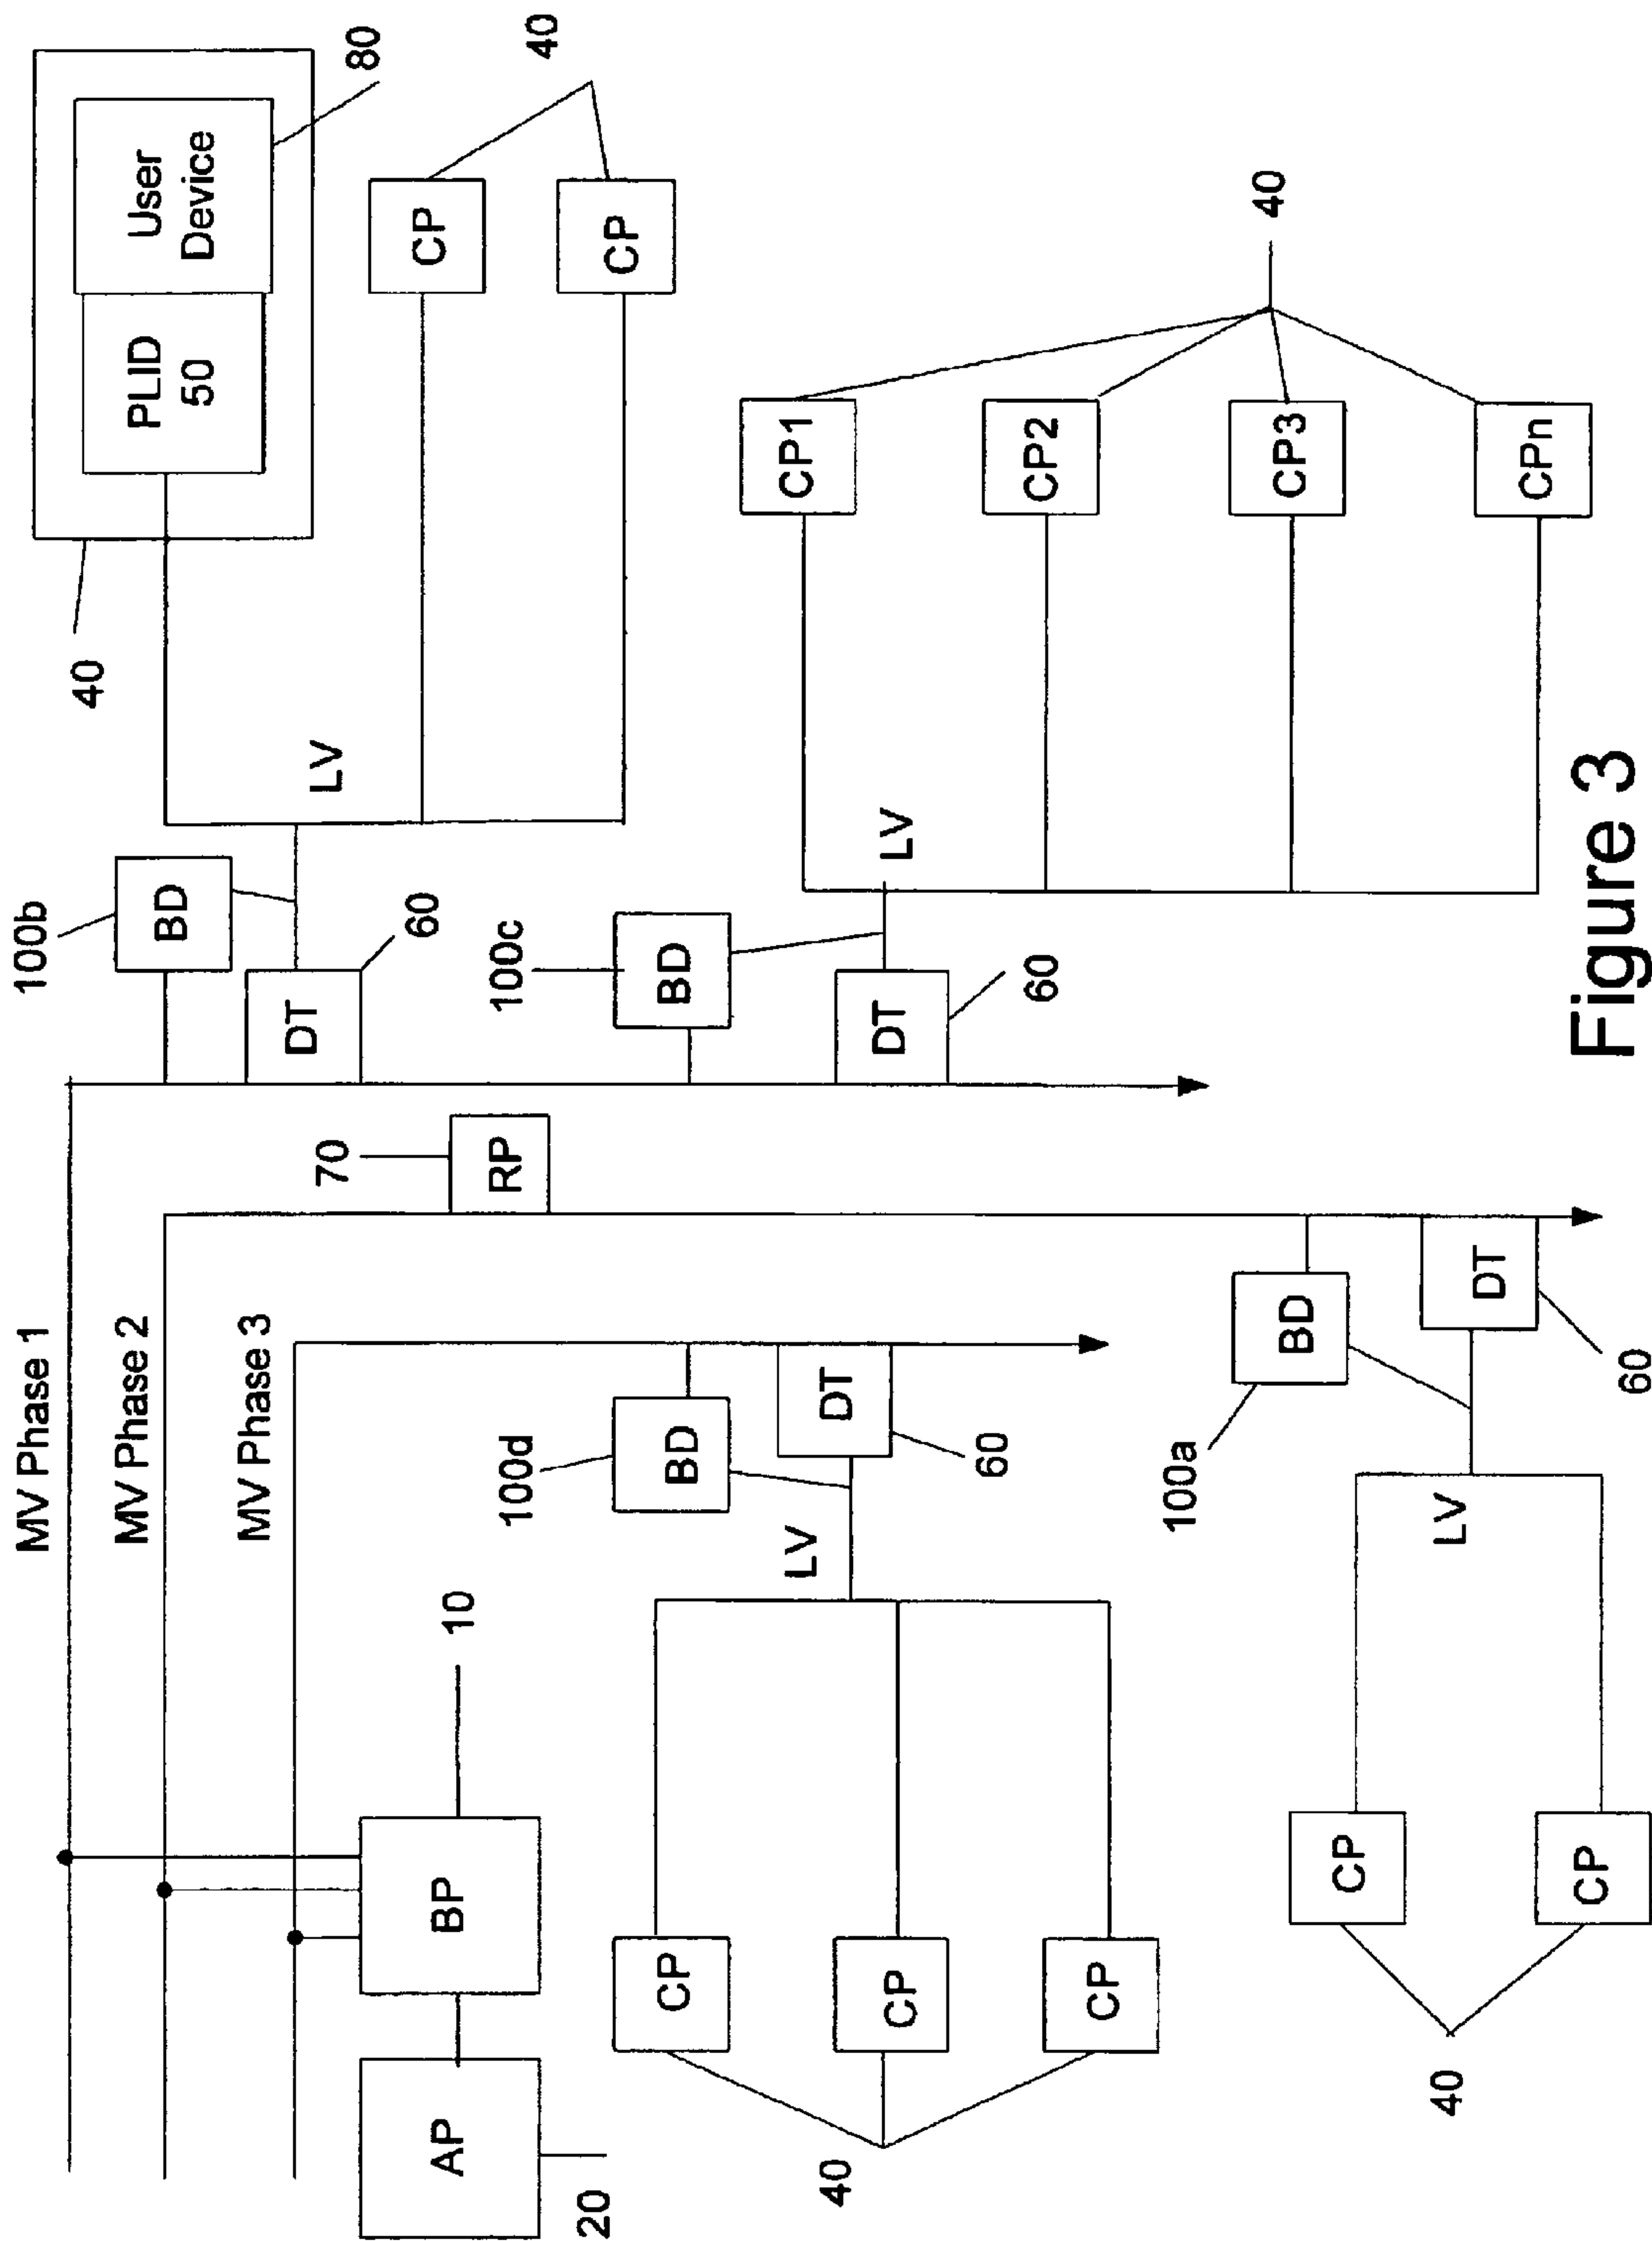 MV Phase 1
MV Phase 2
MV Phase 3
AP
20
BP
10
100b
BD
DT
60
LV
40
PLID
50
User
Device
80
CP
CP
40
70
RP
100c
BD
DT
60
LV
CP1
CP2
CP3
CPn
40
100d
BD
DT
60
LV
CP
CP
CP
40
100a
BD
DT
60
LV
CP
CP
40
Figure 3